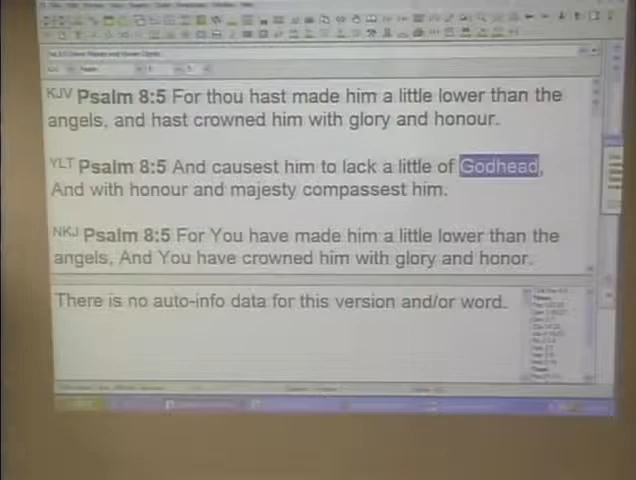 KJV Psalm 8:5 For thou hast made him a little lower than the
angels, and hast crowned him with glory and honour.
YLT Psalm 8:5 And causest him to lack a little of Godhead,
And with honour and majesty compassest him.
NKJ Psalm 8:5 For You have made him a little lower than the
angels, And You have crowned him with glory and honor.
There is no auto-info data for this version and/or word.